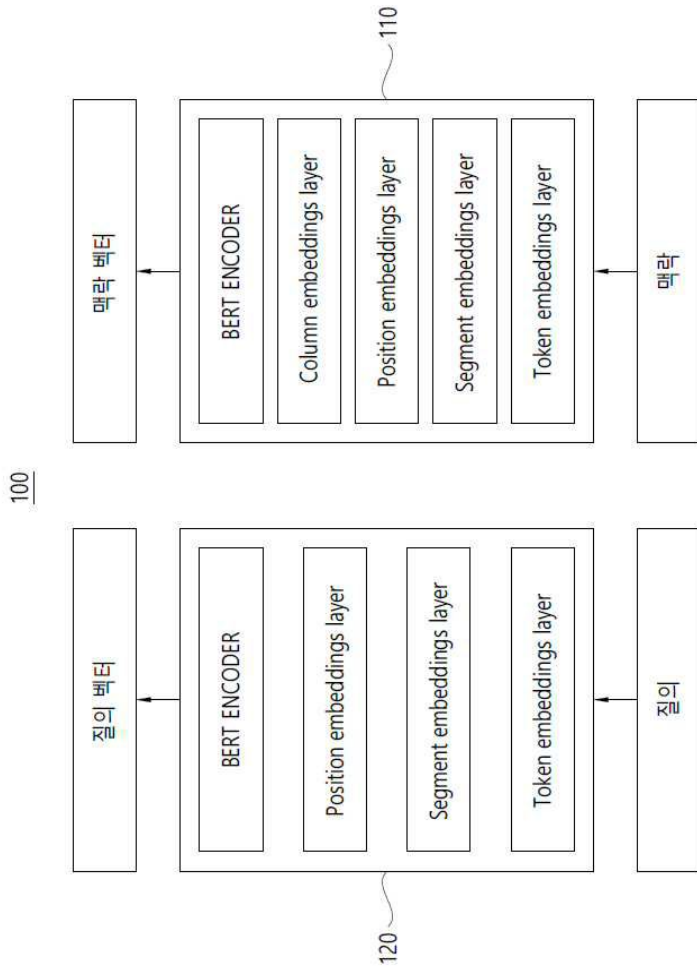 100
질의 벡터
BERT ENCODER
Position embeddings layer
Segment embeddings layer
Token embeddings layer
질의
120
맥락 벡터
BERT ENCODER
Column embeddings layer
Position embeddings layer
Segment embeddings layer
Token embeddings layer
맥락
110